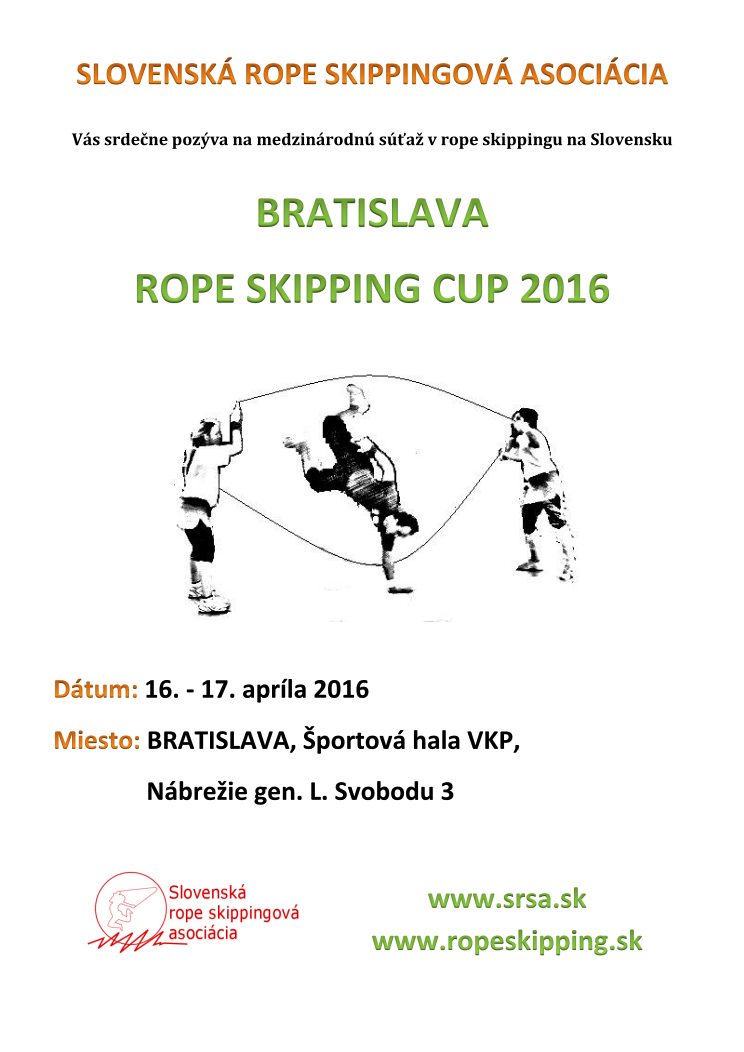 SLOVENSKÁ ROPE SKIPPINGOVÁ ASOCIÁCIA
Vás srdečne pozýva na medzinárodnú súťaž v rope skippingu na Slovensku
BRATISLAVA
ROPE SKIPPING CUP 2016
Dátum: 16. - 17. apríla 2016
Miesto: BRATISLAVA, Športová hala VKP,
Nábrežie gen. L. Svobodu 3
Slovenská
rope skippingová
asociácia
www.srsa.sk
www.ropeskipping.sk